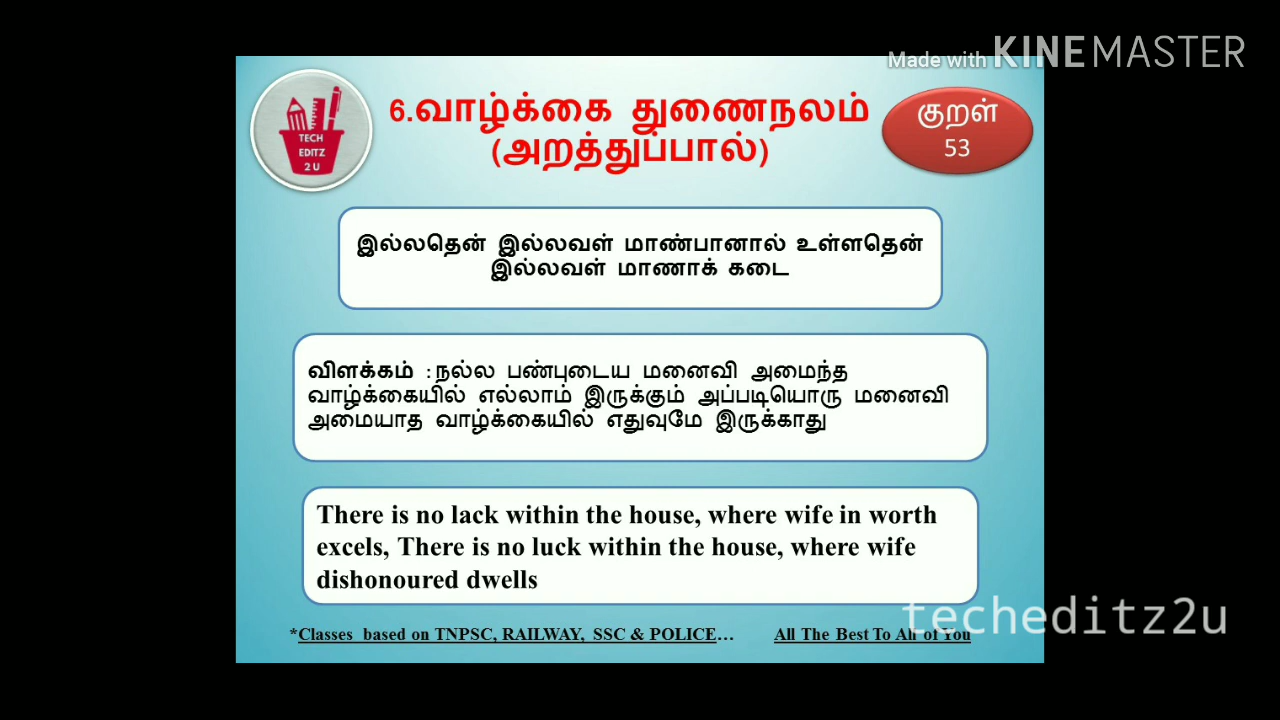 Made with KINEMASTER
TECH
EDITZ
2 U
6.வாழ்க்கை துணைநலம்
(அறத்துப்பால்)
குறள்
53
இல்லதென் இல்லவள் மாண்பானால் உள்ளதென்
இல்லவள் மாணாக் கடை
விளக்கம் :நல்ல பண்புடைய மனைவி அமைந்த
வாழ்க்கையில் எல்லாம் இருக்கும் அப்படியொரு மனைவி
அமையாத வாழ்க்கையில் எதுவுமே இருக்காது
There is no lack within the house, where wife in worth
excels, There is no luck within the house, where wife
dishonoured dwells
*Classes based on TNPSC, RAILWAY, SSC & POLICE... All The Best To All of You
techeditz2u